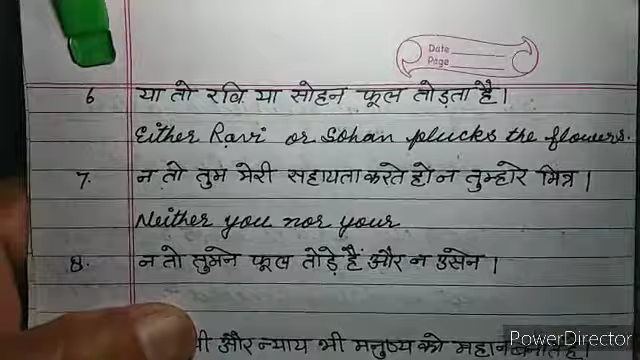 Date
Page
6 या तो रवि या सोहन फूल तोड़ता है।
Either Ravi or Sohan plucks the flowers.
7. न तो तुम मेरी सहायता करते हो न तुम्हारे मित्र।
Neither you nor your
8. न तो तुमने फूल तोड़े हैं और न उसने।
और न्याय भी मनुष्य को महान
PowerDirector